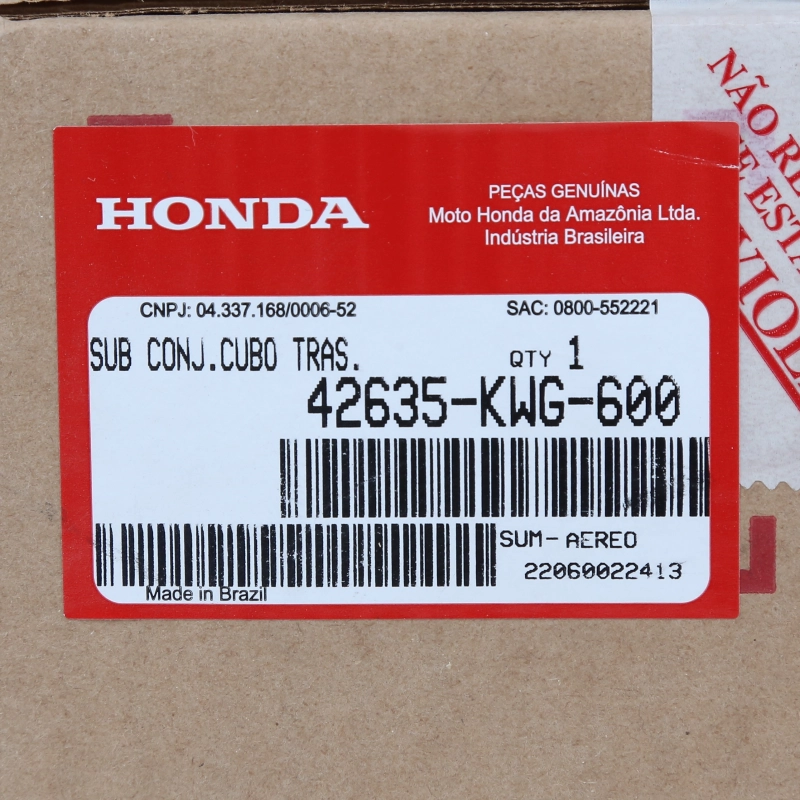 HONDA
PEÇAS GENUÍNAS
Moto Honda da Amazônia Ltda.
Indústria Brasileira
CNPJ: 04.337.168/0006-52
SAC: 0800-552221
SUB CONJ.CUBO TRAS.
QTY 1
42635-KWG-600
SUM-AEREO
22060022413
Made in Brazil
NÃO
ESTA